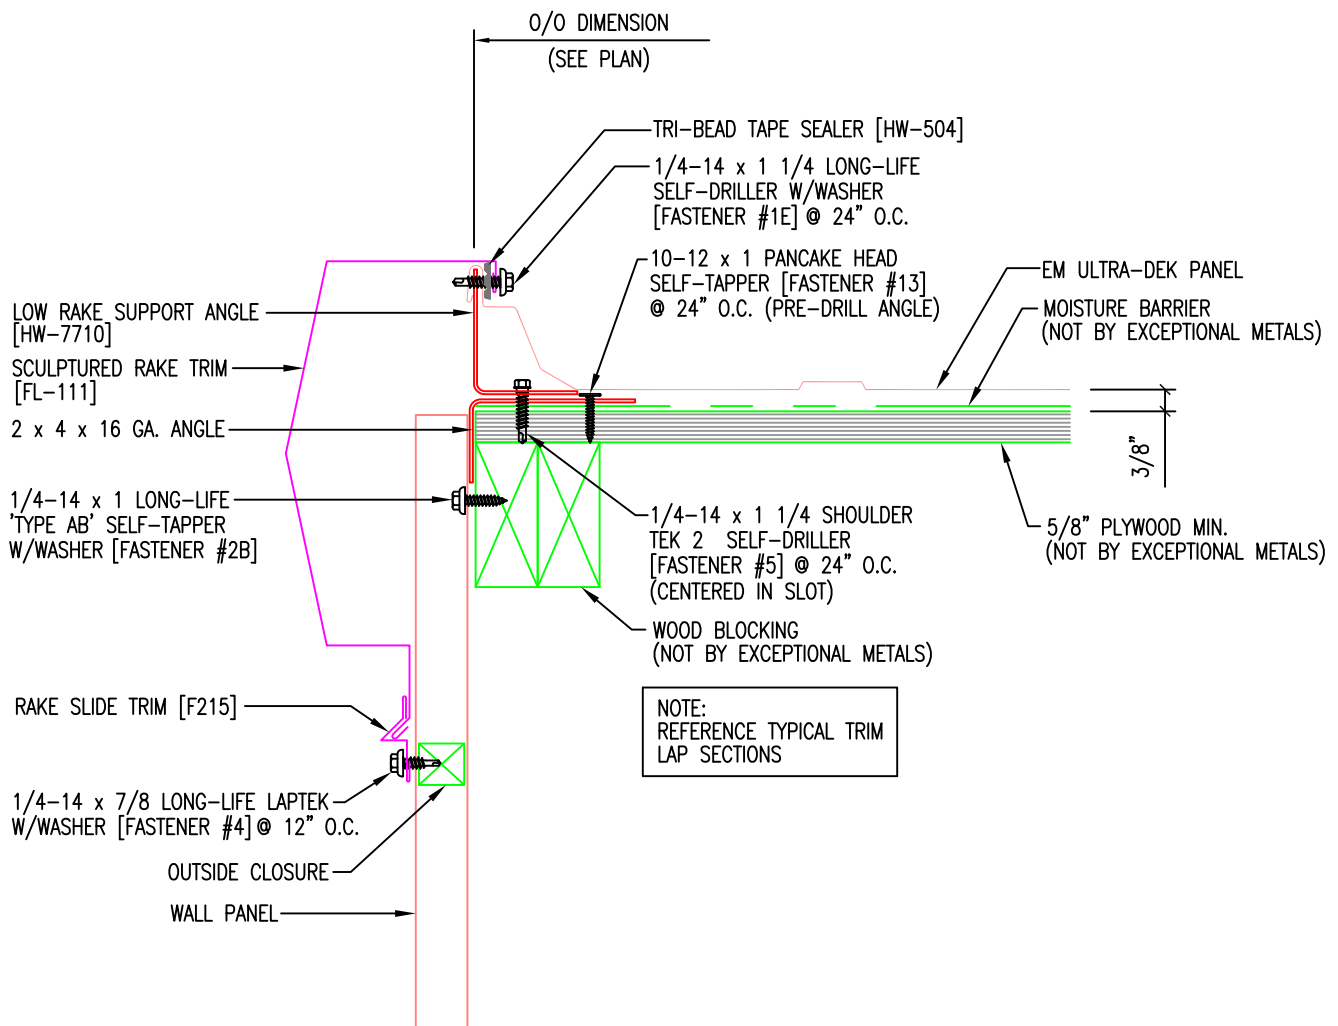 O/O DIMENSION
(SEE PLAN)
TRI-BEAD TAPE SEALER [HW-504]
1/4-14 x 1 1/4 LONG-LIFE
SELF-DRILLER W/WASHER
[FASTENER #1E] @ 24" O.C.
10-12 x 1 PANCAKE HEAD
SELF-TAPPER [FASTENER #13]
@ 24" O.C. (PRE-DRILL ANGLE)
EM ULTRA-DEK PANEL
MOISTURE BARRIER
(NOT BY EXCEPTIONAL METALS)
LOW RAKE SUPPORT ANGLE
[HW-7710]
SCULPTURED RAKE TRIM
[FL-111]
2 x 4 x 16 GA. ANGLE
3/8"
1/4-14 x 1 LONG-LIFE
'TYPE AB' SELF-TAPPER
W/WASHER [FASTENER #2B]
1/4-14 x 1 1/4 SHOULDER
TEK 2 SELF-DRILLER
[FASTENER #5] @ 24" O.C.
(CENTERED IN SLOT)
5/8" PLYWOOD MIN.
(NOT BY EXCEPTIONAL METALS)
WOOD BLOCKING
(NOT BY EXCEPTIONAL METALS)
RAKE SLIDE TRIM [F215]
NOTE:
REFERENCE TYPICAL TRIM
LAP SECTIONS
1/4-14 x 7/8 LONG-LIFE LAPTEK
W/WASHER [FASTENER #4] @ 12" O.C.
OUTSIDE CLOSURE
WALL PANEL